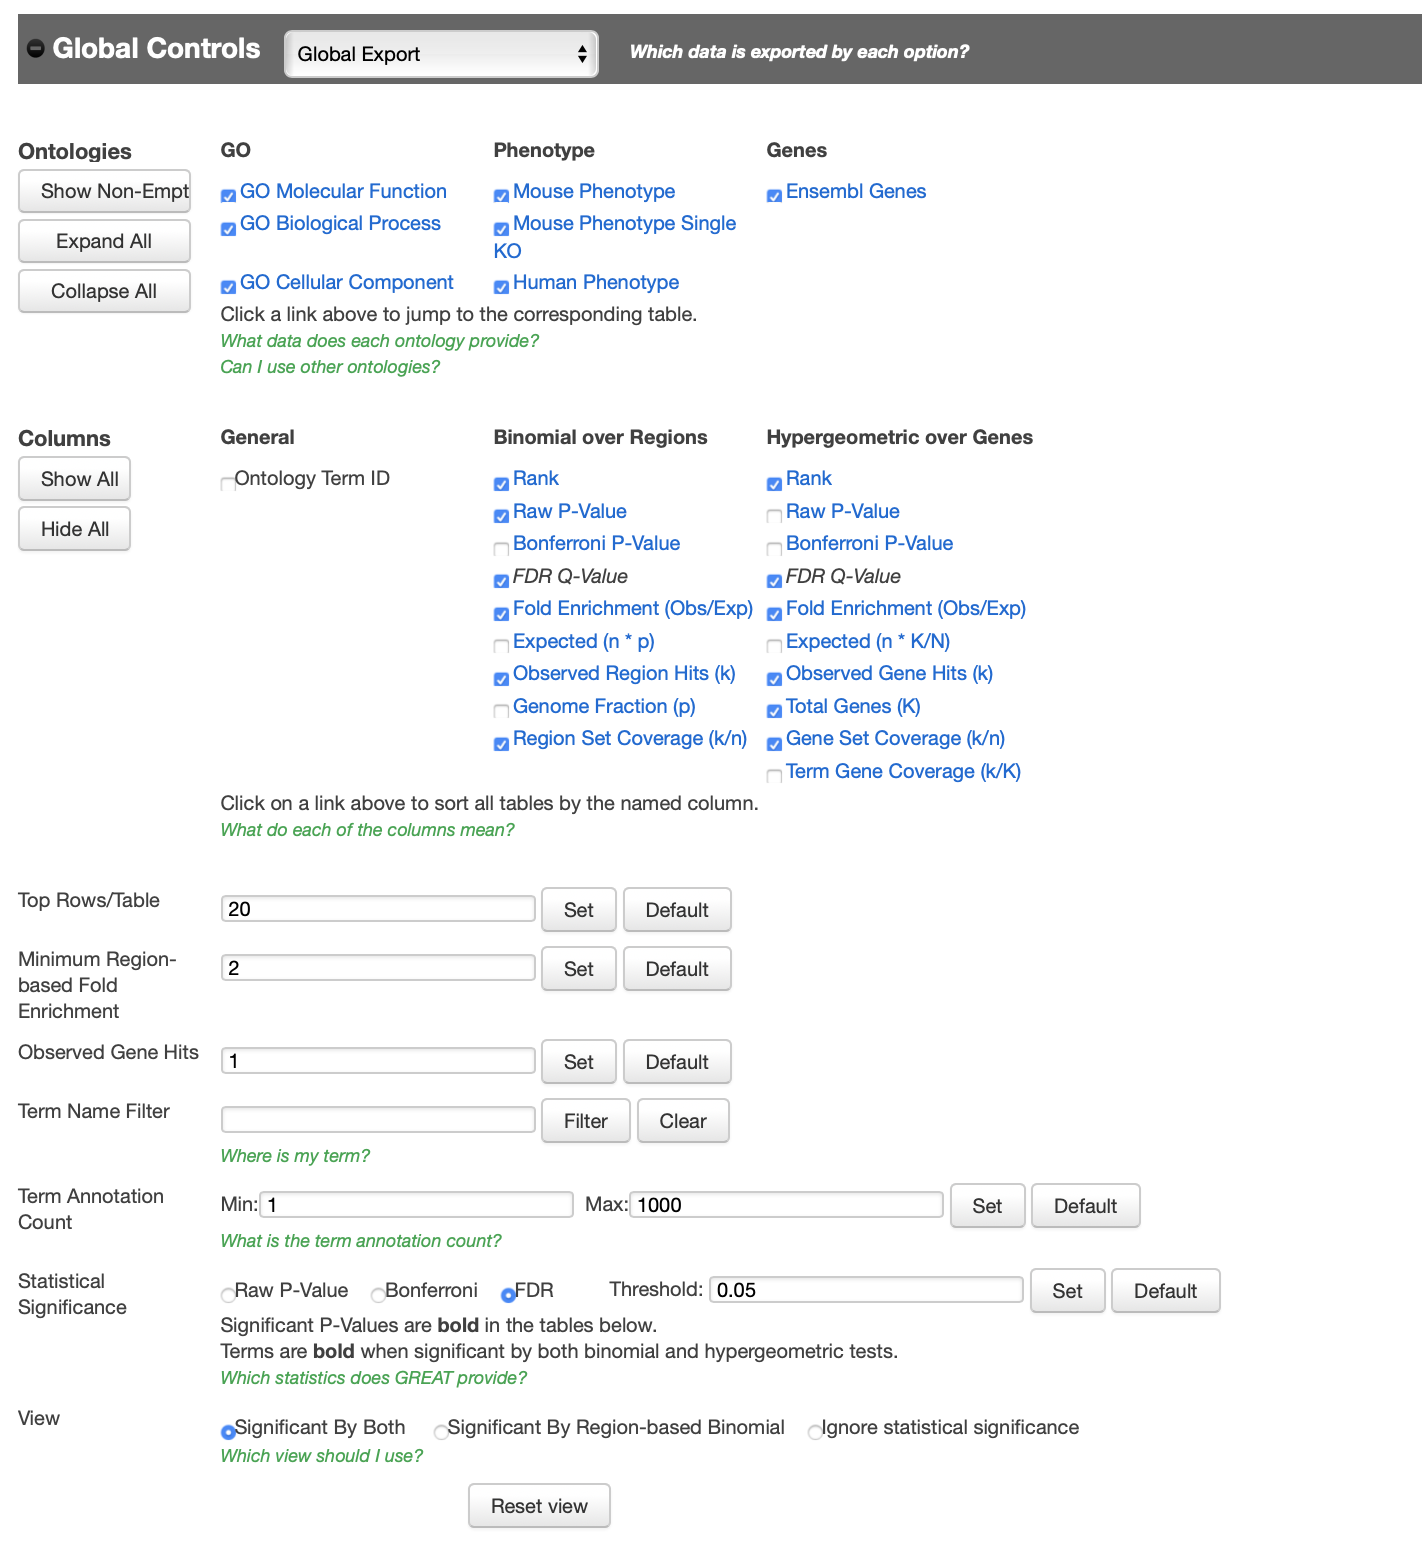 Global Controls Global Export Which data is exported by each option?
Ontologies GO Phenotype Genes
Show Non-Empt GO Molecular Function Mouse Phenotype Ensembl Genes
Expand All GO Biological Process Mouse Phenotype Single
KO
Collapse All GO Cellular Component Human Phenotype
Click a link above to jump to the corresponding table.
What data does each ontology provide?
Can I use other ontologies?
Columns General Binomial over Regions Hypergeometric over Genes
Show All Ontology Term ID Rank Rank
Hide All Raw P-Value Raw P-Value
Bonferroni P-Value Bonferroni P-Value
FDR Q-Value FDR Q-Value
Fold Enrichment (Obs/Exp) Fold Enrichment (Obs/Exp)
Expected (n * p) Expected (n * K/N)
Observed Region Hits (k) Observed Gene Hits (k)
Genome Fraction (p) Total Genes (K)
Region Set Coverage (k/n) Gene Set Coverage (k/n)
Term Gene Coverage (k/K)
Click on a link above to sort all tables by the named column.
What do each of the columns mean?
Top Rows/Table 20 Set Default
Minimum Region-
based Fold
Enrichment 2 Set Default
Observed Gene Hits 1 Set Default
Term Name Filter Filter Clear
Where is my term?
Term Annotation
Count Min: 1 Max: 1000 Set Default
What is the term annotation count?
Statistical
Significance Raw P-Value Bonferroni FDR Threshold: 0.05 Set Default
Significant P-Values are bold in the tables below.
Terms are bold when significant by both binomial and hypergeometric tests.
Which statistics does GREAT provide?
View Significant By Both Significant By Region-based Binomial Ignore statistical significance
Which view should I use?
Reset view